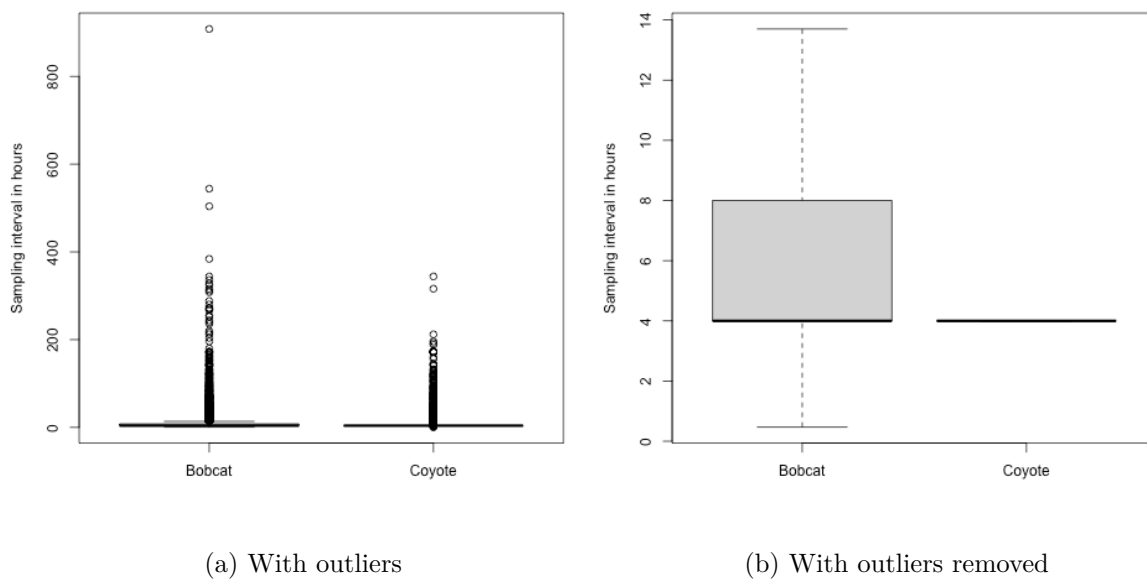 Sampling interval in hours
800
600
400
200
0
Bobcat Coyote
Sampling interval in hours
14
12
10
8
6
4
2
0
Bobcat Coyote
(a) With outliers
(b) With outliers removed